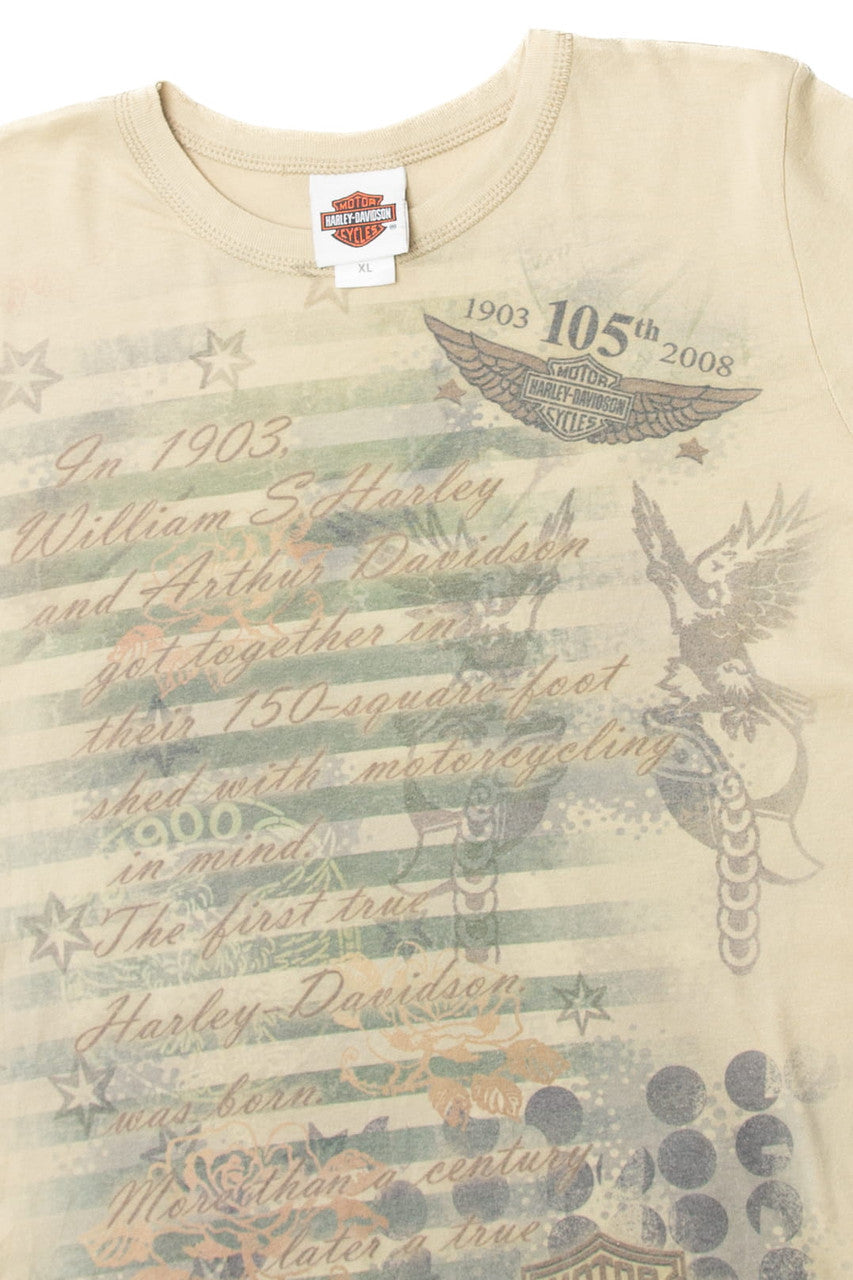 MOTOR
HARLEY-DAVIDSON
CYCLES
XL
1903 105th 2008
MOTOR
HARLEY-DAVIDSON
CYCLES
In 1903,
William S. Harley
and Arthur Davidson
got together in
their 150-square-foot
shed with motorcycling
in mind.
The first true
Harley-Davidson.
was born.
More than a century
later a true
900
MOTOR